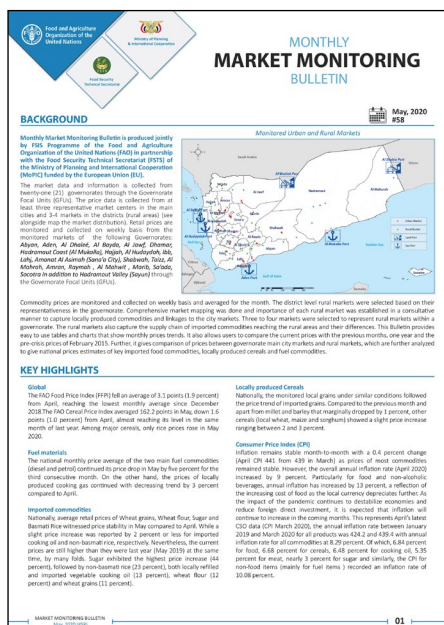 Food and Agriculture
Organization of the
United Nations
Ministry of Planning
& International Cooperation
Food Security
Technical Secretariat
MONTHLY
MARKET MONITORING
BULLETIN
May, 2020
#58
BACKGROUND
Monitored Urban and Rural Markets
Monthly Market Monitoring Bulletin is produced jointly
by FSIS Programme of the Food and Agriculture
Organization of the United Nations (FAO) in partnership
with the Food Security Technical Secretariat (FSTS) of
the Ministry of Planning and International Cooperation
(MoPIC) funded by the European Union (EU).
The market data and information is collected from
twenty-one (21) governorates through the Governorate
Focal Units (GFUs). The price data is collected from at
least three representative market centers in the main
cities and 3-4 markets in the districts (rural areas) (see
alongside map the market distribution). Retail prices are
monitored and collected on weekly basis from the
monitored markets of the following Governorates:
Abyan, Aden, Al Dhale'e, Al Bayda, Al Jawf, Dhamar,
Hadramout Coast (Al Mukalla), Hajjah, Al Hudaydah, Ibb,
Lahj, Amanat Al Asimah (Sana'a City), Shabwah, Taizz, Al
Mahrah, Amran, Raymah, Al Mahwit, Marib, Sa'ada,
Socotra in addition to Hadramout Valley (Sayun) through
the Governorate Focal Units (GFUs).
Commodity prices are monitored and collected on weekly basis and averaged for the month. The district level rural markets were selected based on their
representativeness in the governorate. Comprehensive market mapping was done and importance of each rural market was established in a consultative
manner to capture locally produced commodities and linkages to the city markets. Three to four markets were selected to represent rural markets within a
governorate. The rural markets also capture the supply chain of imported commodities reaching the rural areas and their differences. This Bulletin provides
easy to use tables and charts that show monthly prices trends. It also allows users to compare the current prices with the previous months, one year and the
pre-crisis prices of February 2015. Further, it gives comparison of prices between governorate main city markets and rural markets, which are further analyzed
to give national prices estimates of key imported food commodities, locally produced cereals and fuel commodities.
KEY HIGHLIGHTS
Global
The FAO Food Price Index (FFPI) fell an average of 3.1 points (1.9 percent)
from April, reaching the lowest monthly average since December
2018.The FAO Cereal Price Index averaged 162.2 points in May, down 1.6
points (1.0 percent) from April, almost reaching its level in the same
month of last year. Among major cereals, only rice prices rose in May
2020.
Fuel materials
The national monthly price average of the two main fuel commodities
(diesel and petrol) continued its price drop in May by five percent for the
third consecutive month. On the other hand, the prices of locally
produced cooking gas continued with decreasing trend by 3 percent
compared to April.
Imported commodities
Nationally, average retail prices of Wheat grains, Wheat flour, Sugar and
Basmati Rice witnessed price stability in May compared to April. While a
slight price reduction was reported by 2 percent or less for imported
cooking oil and non-basmati rice, respectively. Nevertheless, the current
prices are still higher than they were last year (May 2019) at the same
time, by many folds. Sugar exhibited the highest price increase (44
percent), followed by non-basmati rice (23 percent), both locally refilled
and imported vegetable cooking oil (13 percent), wheat flour (12
percent) and wheat grains (11 percent).
Locally produced Cereals
Nationally, the monitored local grains under similar conditions followed
the price trend of imported grains. Compared to the previous month and
apart from millet and barley that marginally dropped by 1 percent, other
cereals (local wheat, maize and sorghum) showed a slight price increase
ranging between 2 and 3 percent.
Consumer Price Index (CPI)
Inflation remains stable month-to-month with a 0.4 percent change
(April CPI 441 from 439 in March) as prices of most commodities
remained stable. However, the overall annual inflation rate (April 2020)
increased by 9 percent. Particularly for food and non-alcoholic
beverages, annual inflation has increased by 13 percent, a reflection of
the increasing cost of food as the local currency depreciates further. As
the impact of the pandemic continues to destabilize economies and
reduce foreign direct investment, it is expected that inflation will
continue to increase in the coming months. This represents April's latest
CSO data (CPI March 2020), the annual inflation rate between January
2019 and March 2020 for all products was 424.2 and 439.4 with annual
inflation rate for all commodities at 8.29 percent. Of which, 6.84 percent
for food, 6.68 percent for cereals, 6.48 percent for cooking oil, 5.35
percent for meat, nearly 3 percent for sugar and similarly, the CPI for
non-food items (mainly for fuel items ) recorded an inflation rate of
10.08 percent.
MARKET MONITORING BULLETIN
01